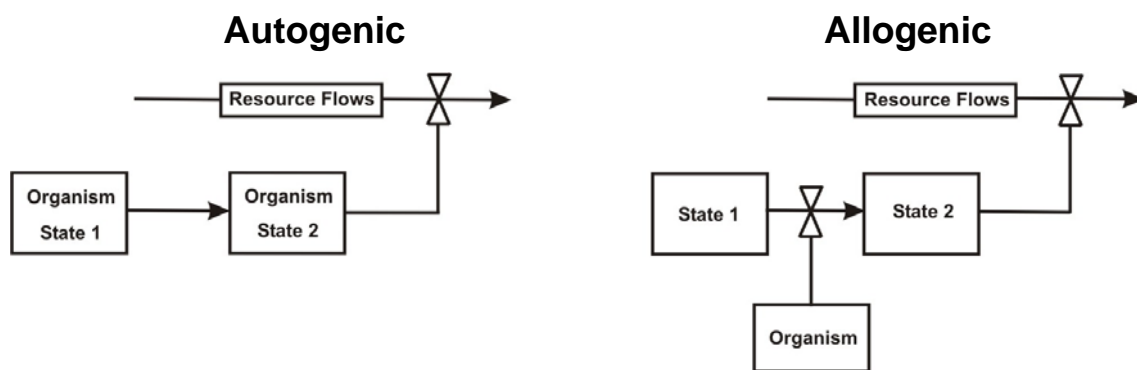 Autogenic
Allogenic
Resource Flows
Resource Flows
Organism
State 1
Organism
State 2
State 1
State 2
Organism